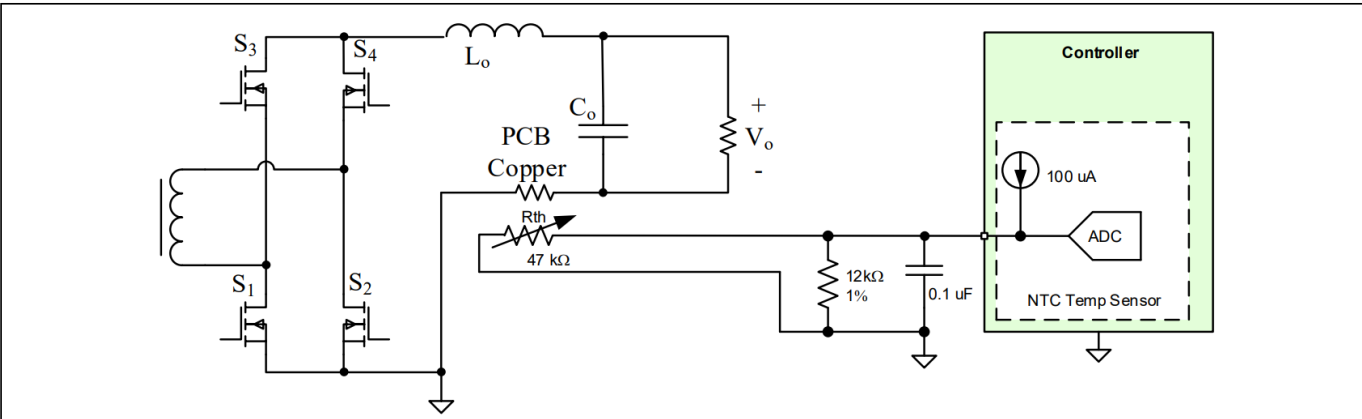 S3
S4
Lo
Controller
Co
+
Vo
-
PCB
Copper
100 uA
Rth
47 kΩ
ADC
S1
S2
12kΩ
1%
0.1 uF
NTC Temp Sensor